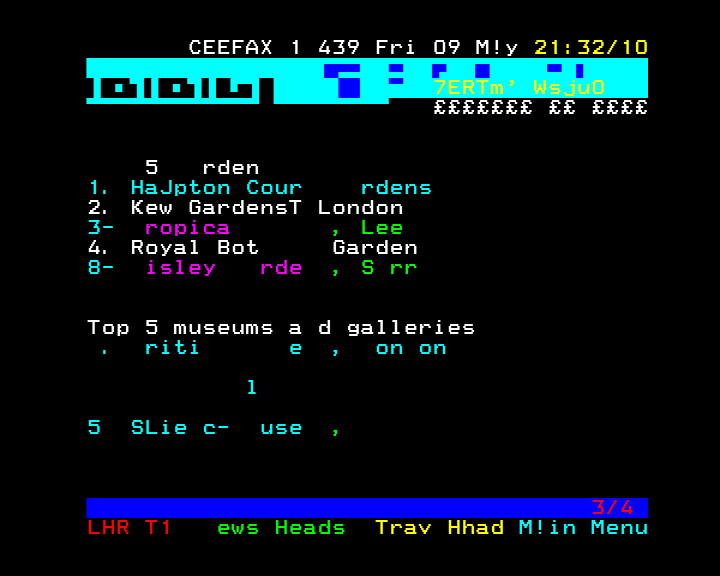 CEEFAX 1 439 Fri 09 M!y 21:32/10
7ERTm’ WsjuO
£££££££ ££ ££££
5 rden
1. HaJpton Cour rdens
2. Kew GardensT London
3- ropica , Lee
4. Royal Bot Garden
8- isley rde , S rr
Top 5 museums a d galleries
. riti e , on on
l
5 SLie c- use ,
3/4
LHR T1 ews Heads Trav Hhad M!in Menu